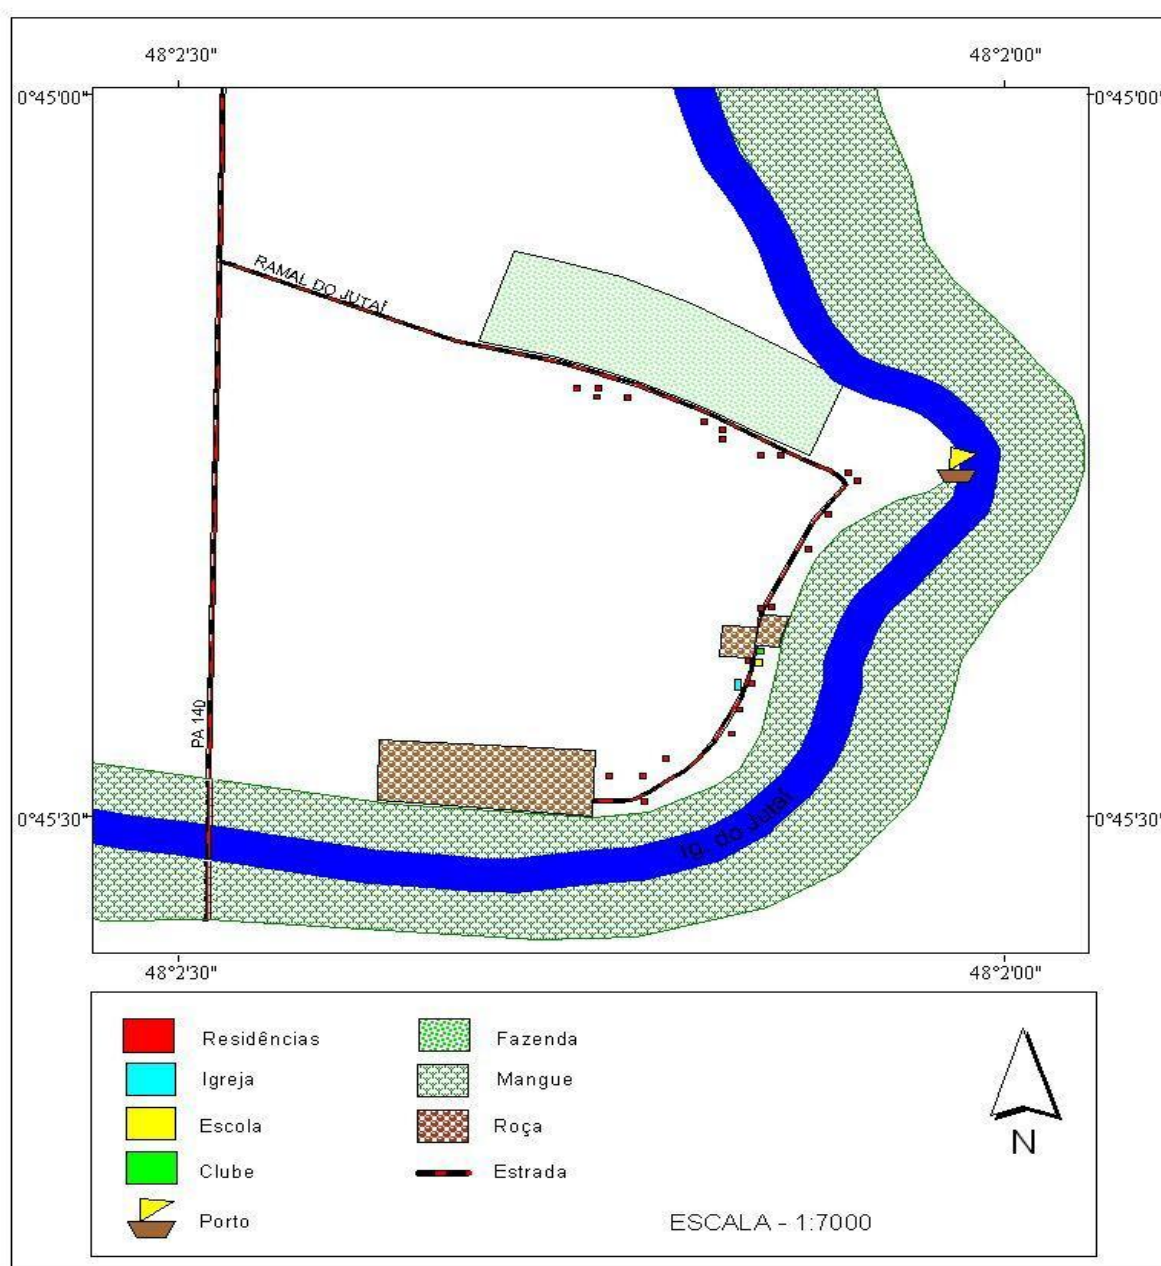 48°2'30" 48°2'00"
0°45'00" 0°45'00"
RAMAL DO JUTAÍ
PA 140
Ig. do Jutaí
0°45'30" 0°45'30"
48°2'30" 48°2'00"
Residências Fazenda
Igreja Mangue
Escola Roça
Clube Estrada
Porto
N
ESCALA - 1:7000